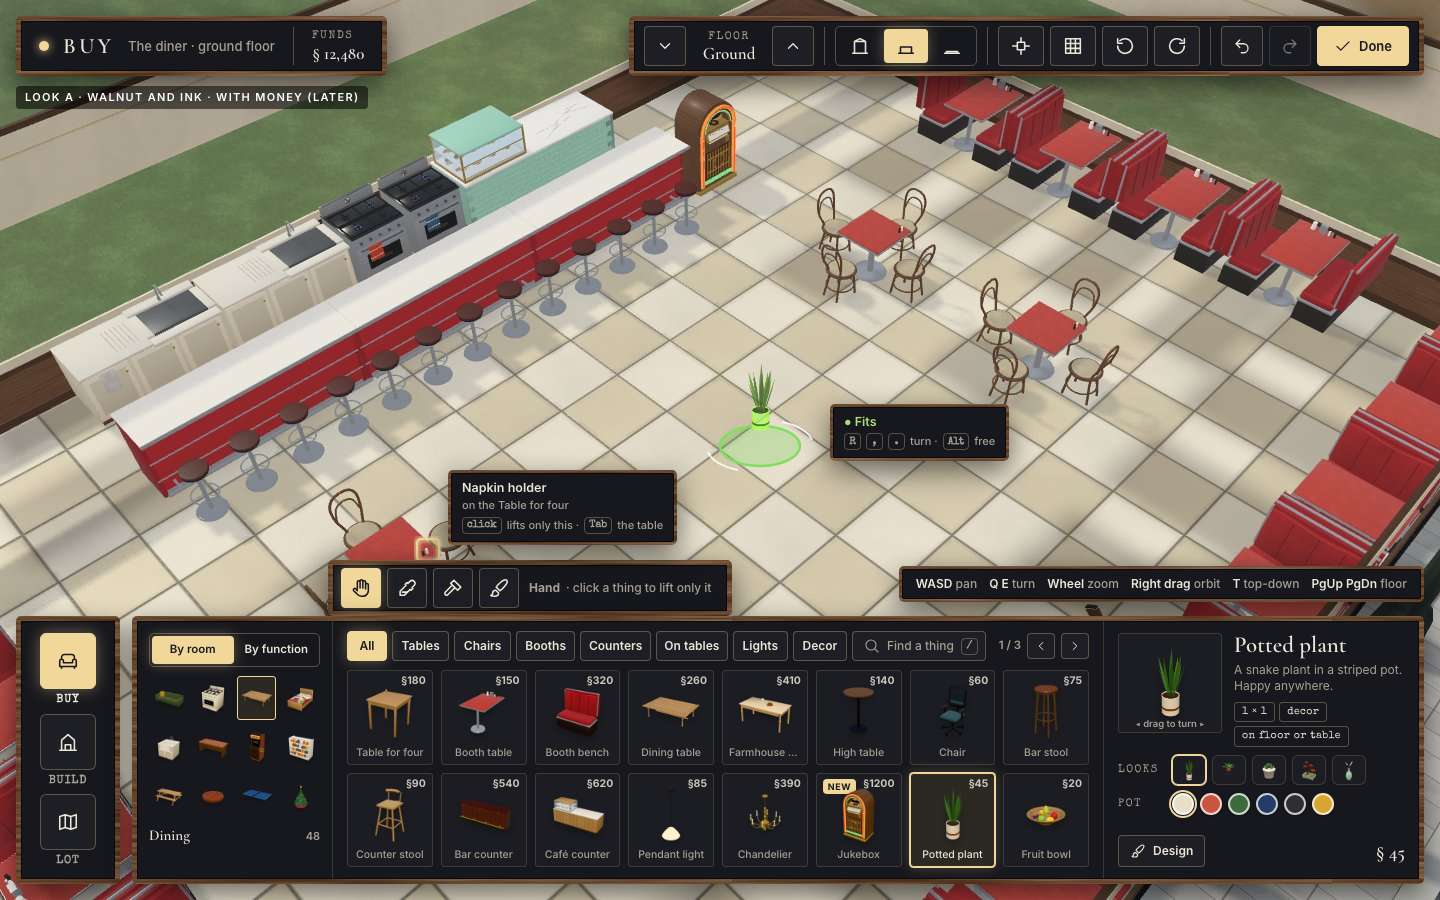 BUY The diner · ground floor
FUNDS
§ 12,480
LOOK A · WALNUT AND INK · WITH MONEY (LATER)
FLOOR
Ground
Done
● Fits
R , . turn · Alt free
Napkin holder
on the Table for four
click lifts only this · Tab the table
Hand · click a thing to lift only it
WASD pan Q E turn Wheel zoom Right drag orbit T top-down PgUp PgDn floor
BUY
BUILD
LOT
By room By function
Dining 48
All Tables Chairs Booths Counters On tables Lights Decor Find a thing / 1 / 3
§180 §150 §320 §260 §410 §140 §60 §75
Table for four Booth table Booth bench Dining table Farmhouse ... High table Chair Bar stool
§90 §540 §620 §85 §390 NEW §1200 §45 §20
Counter stool Bar counter Café counter Pendant light Chandelier Jukebox Potted plant Fruit bowl
Potted plant
A snake plant in a striped pot.
Happy anywhere.
1 × 1 decor
on floor or table
◂ drag to turn ▸
LOOKS
POT
Design § 45